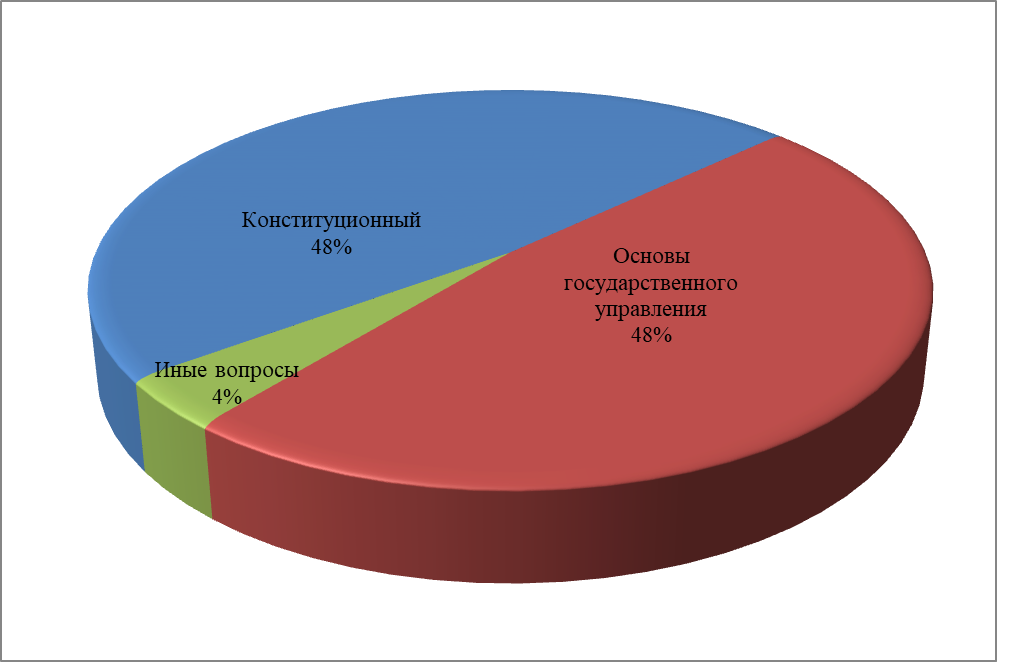 Конституционный
48%
Основы
государственного
управления
48%
Иные вопросы
4%